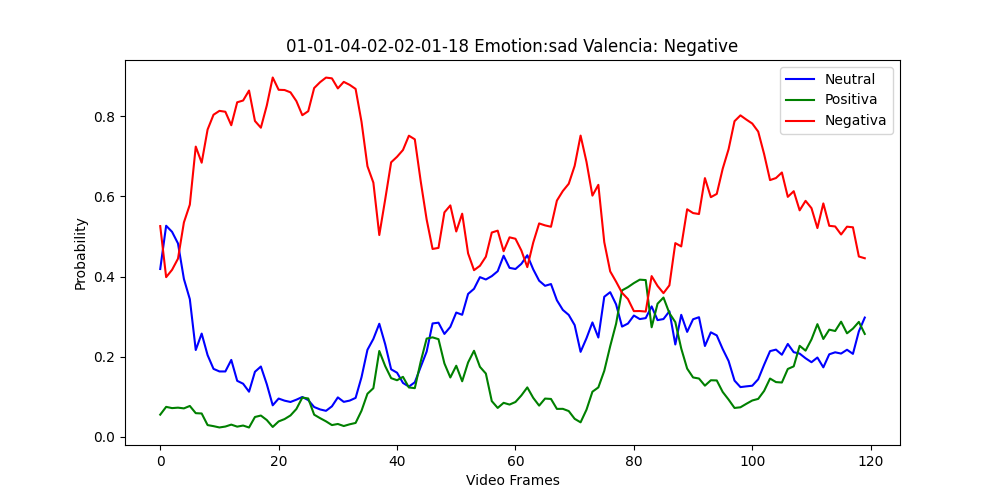 01-01-04-02-02-01-18 Emotion:sad Valencia: Negative
Neutral
Positiva
Negativa
Probability
0.8
0.6
0.4
0.2
0.0
0 20 40 60 80 100 120
Video Frames